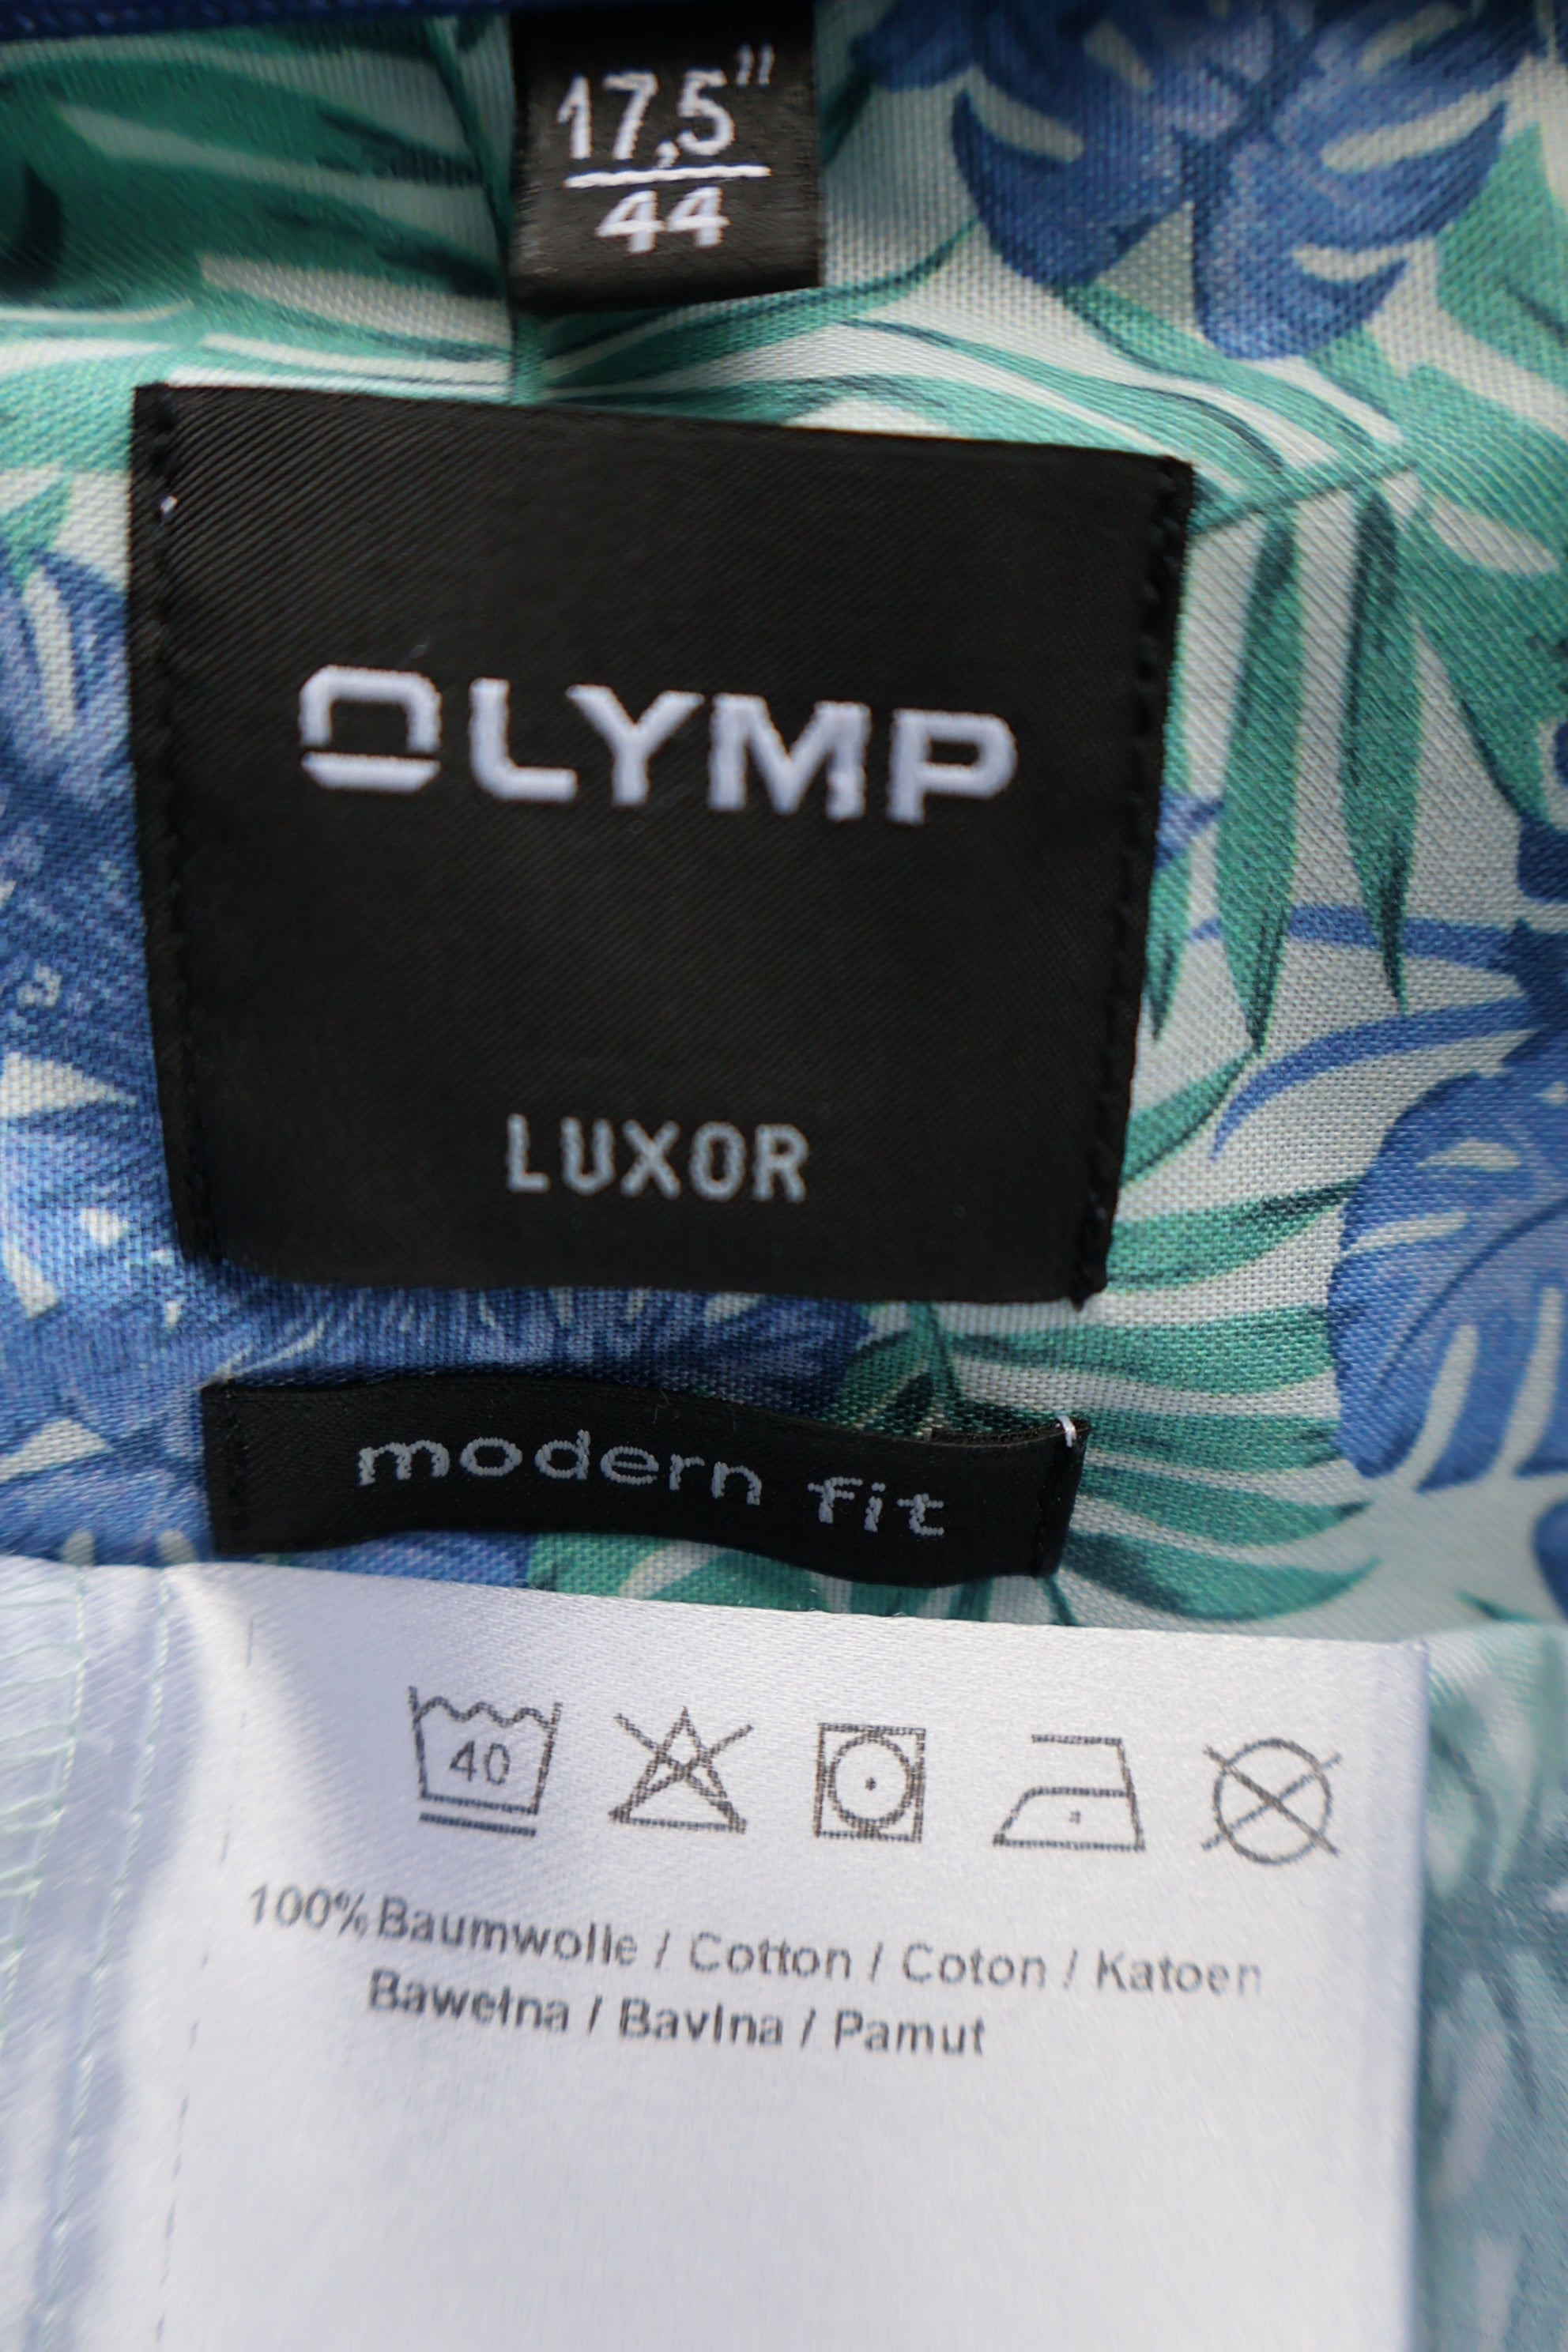 17,5"
44
OLYMP
LUXOR
modern fit
40
100% Baumwolle / Cotton / Coton / Katoen
Bawełna / Bavlna / Pamut